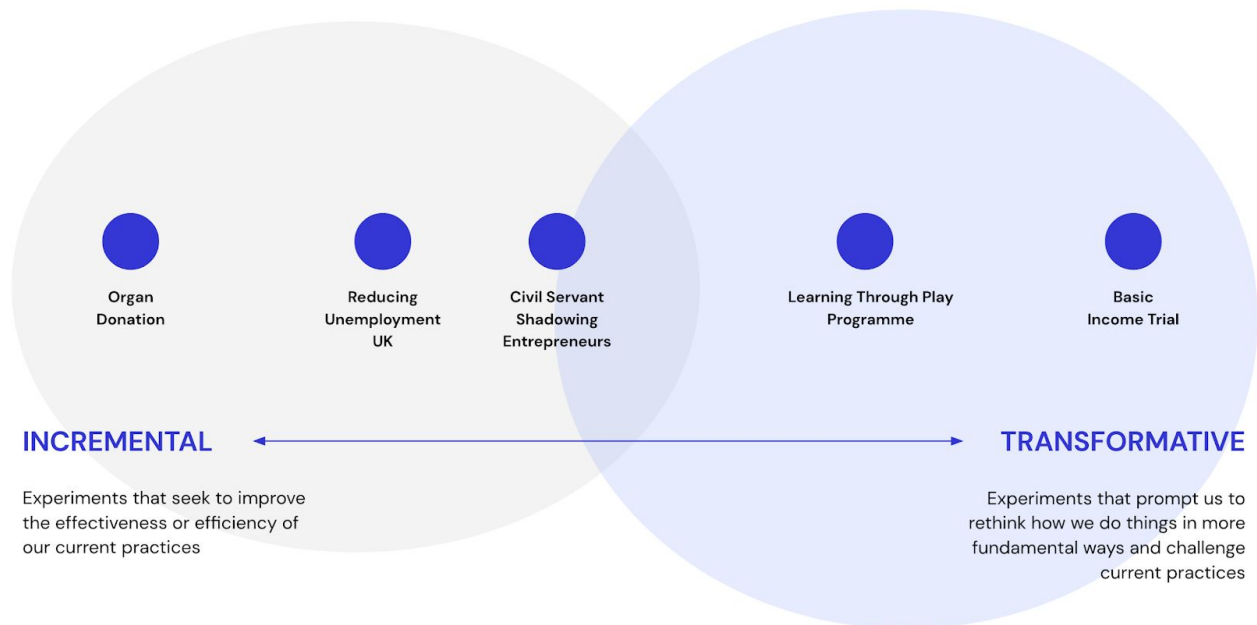 Organ
Donation
Reducing
Unemployment
UK
Civil Servant
Shadowing
Entrepreneurs
Learning Through Play
Programme
Basic
Income Trial
INCREMENTAL
TRANSFORMATIVE
Experiments that seek to improve
the effectiveness or efficiency of
our current practices
Experiments that prompt us to
rethink how we do things in more
fundamental ways and challenge
current practices